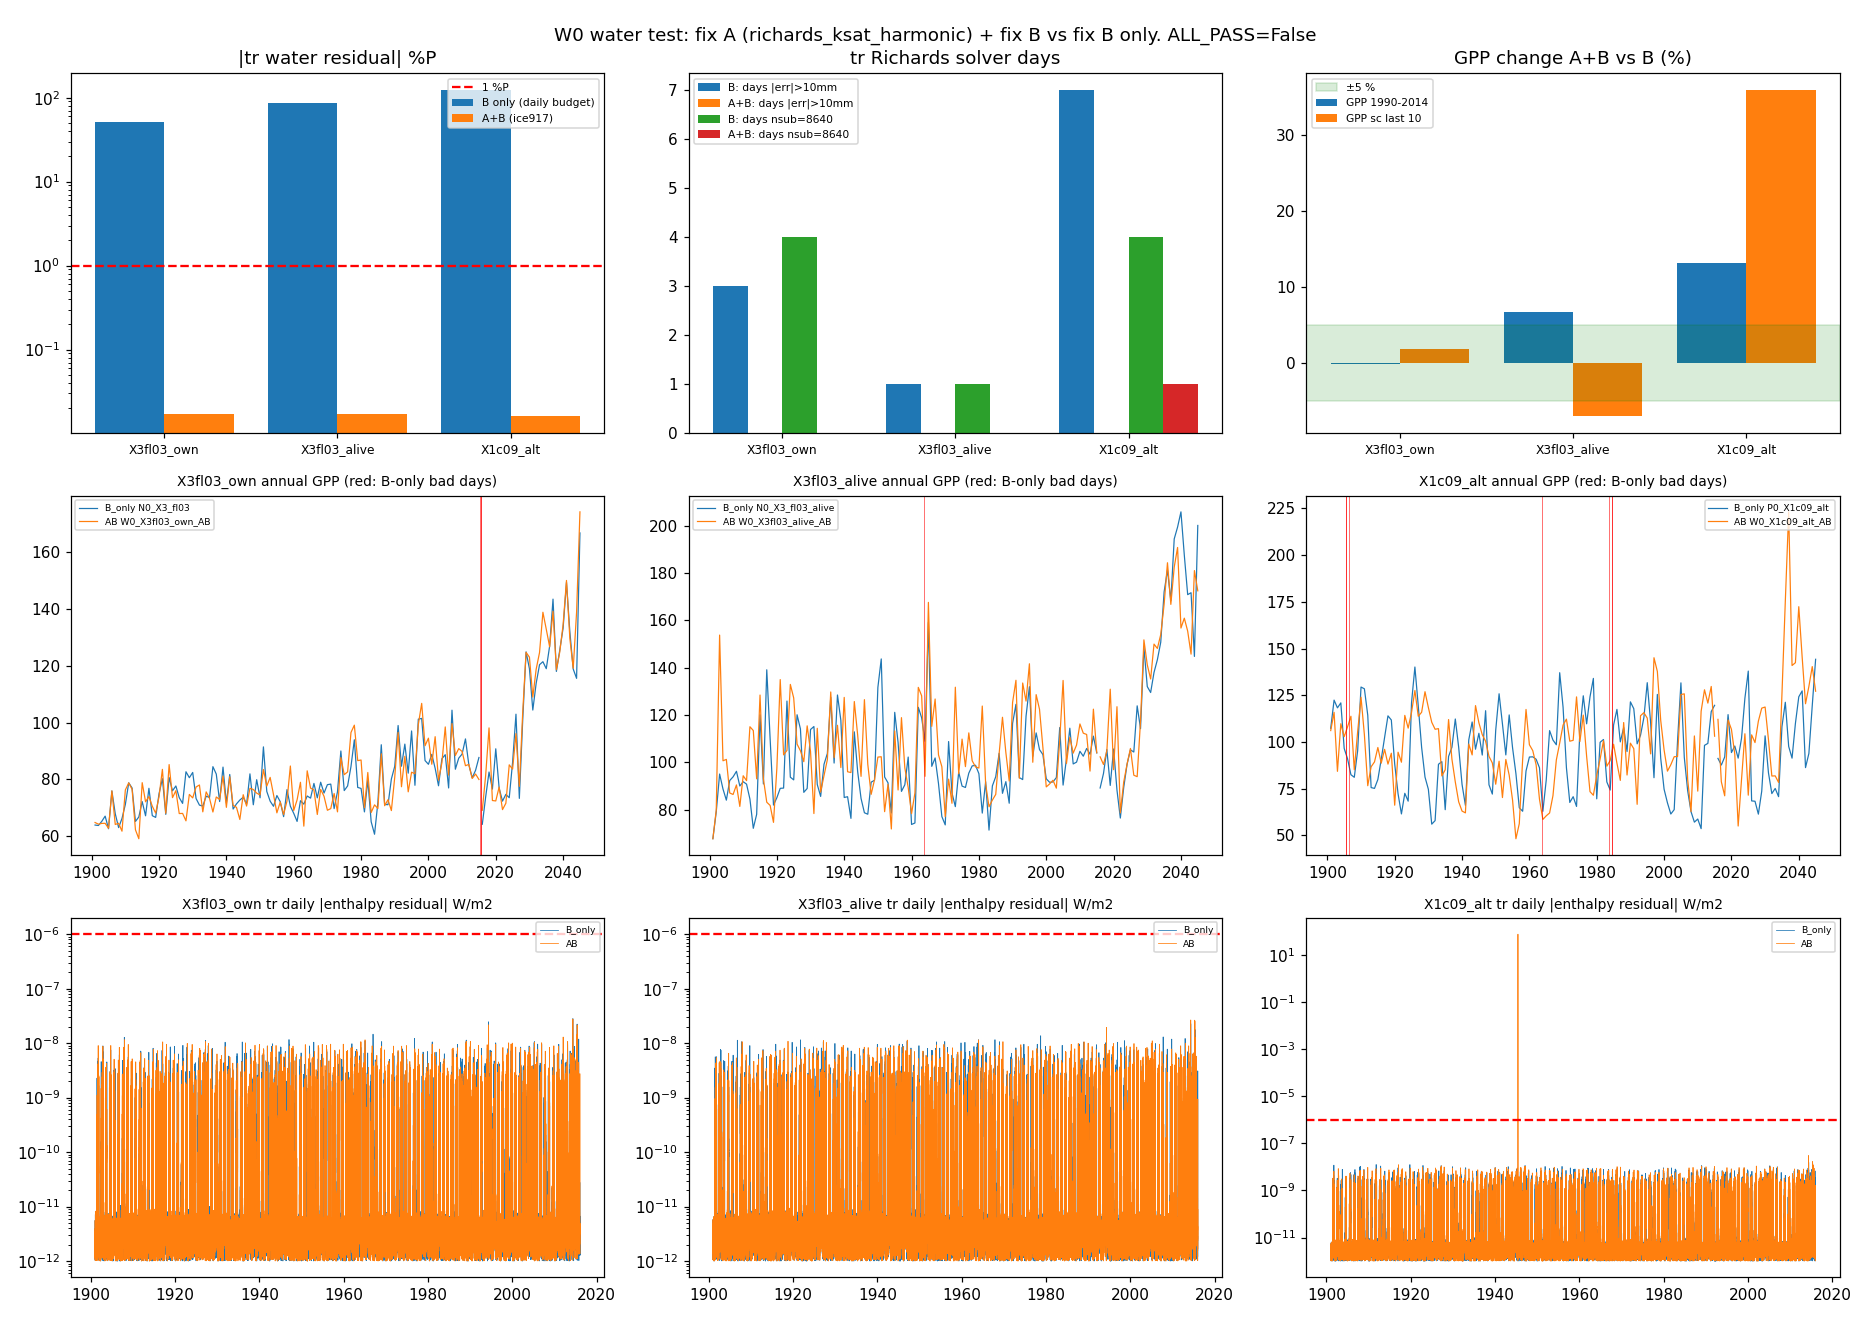 W0 water test: fix A (richards_ksat_harmonic) + fix B vs fix B only. ALL_PASS=False
|tr water residual| %P
10²
10¹
10⁰
10⁻¹
1 %P
B only (daily budget)
A+B (ice917)
X3fl03_own
X3fl03_alive
X1c09_alt
tr Richards solver days
7
6
5
4
3
2
1
0
B: days |err|>10mm
A+B: days |err|>10mm
B: days nsub=8640
A+B: days nsub=8640
X3fl03_own
X3fl03_alive
X1c09_alt
GPP change A+B vs B (%)
30
20
10
0
±5 %
GPP 1990-2014
GPP sc last 10
X3fl03_own
X3fl03_alive
X1c09_alt
X3fl03_own annual GPP (red: B-only bad days)
160
140
120
100
80
60
B_only N0_X3_fl03
AB W0_X3fl03_own_AB
1900 1920 1940 1960 1980 2000 2020 2040
X3fl03_alive annual GPP (red: B-only bad days)
200
180
160
140
120
100
80
B_only N0_X3_fl03_alive
AB W0_X3fl03_alive_AB
1900 1920 1940 1960 1980 2000 2020 2040
X1c09_alt annual GPP (red: B-only bad days)
225
200
175
150
125
100
75
50
B_only P0_X1c09_alt
AB W0_X1c09_alt_AB
1900 1920 1940 1960 1980 2000 2020 2040
X3fl03_own tr daily |enthalpy residual| W/m2
10⁻⁶
10⁻⁷
10⁻⁸
10⁻⁹
10⁻¹⁰
10⁻¹¹
10⁻¹²
B_only
AB
1900 1920 1940 1960 1980 2000 2020
X3fl03_alive tr daily |enthalpy residual| W/m2
10⁻⁶
10⁻⁷
10⁻⁸
10⁻⁹
10⁻¹⁰
10⁻¹¹
10⁻¹²
B_only
AB
1900 1920 1940 1960 1980 2000 2020
X1c09_alt tr daily |enthalpy residual| W/m2
10¹
10⁻¹
10⁻³
10⁻⁵
10⁻⁷
10⁻⁹
10⁻¹¹
B_only
AB
1900 1920 1940 1960 1980 2000 2020